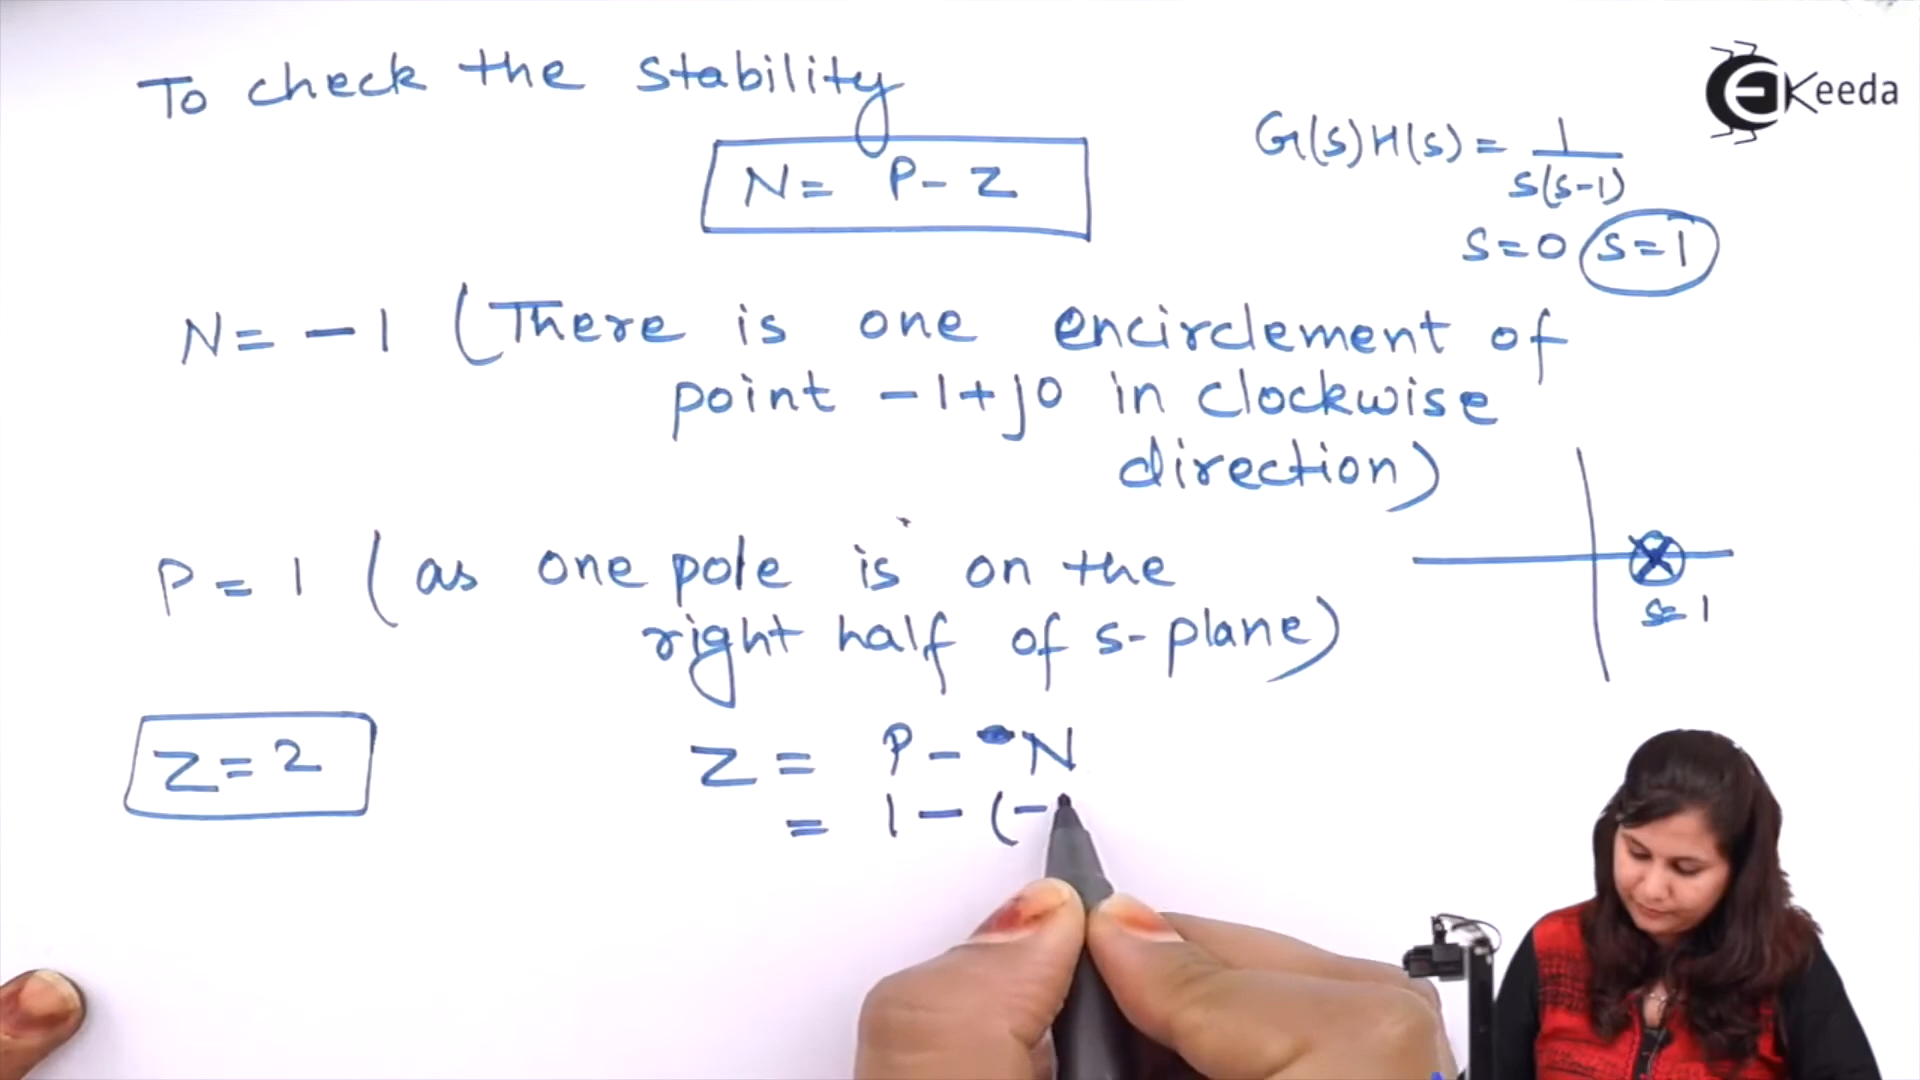 To check the stability
EKeeda
N = P - Z
G(s)H(s) = 1/s(s-1)
s=0 s=1
N = -1 (There is one encirclement of
point -1+j0 in clockwise
direction)
P = 1 (as one pole is on the
right half of s-plane)
s=1
Z = 2
Z = P - N
= 1 - (-